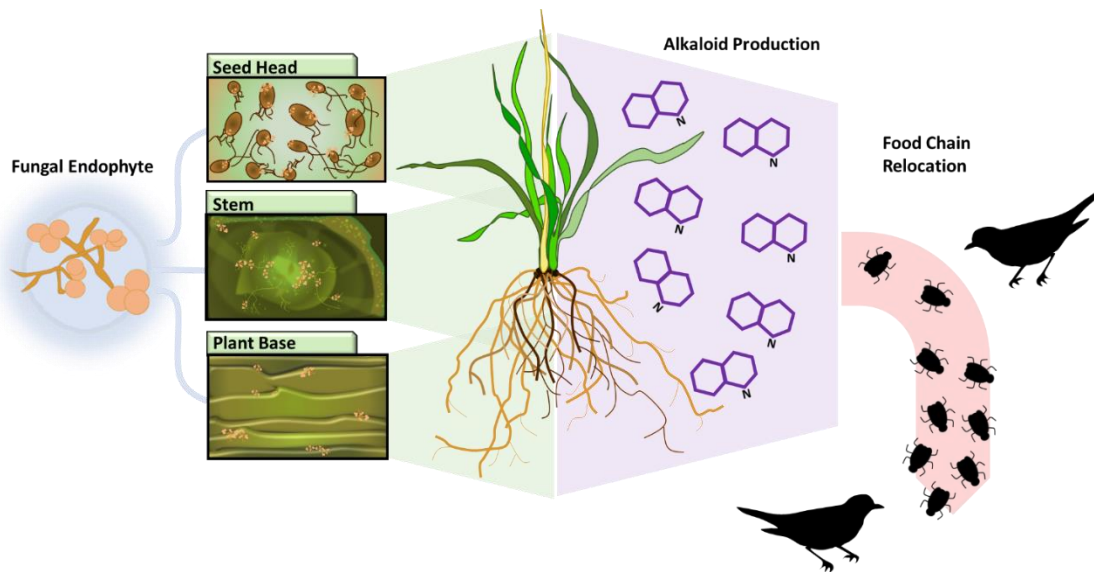 Alkaloid Production
Seed Head
Fungal Endophyte
Stem
Plant Base
Food Chain
Relocation
N
N
N
N
N
N
N